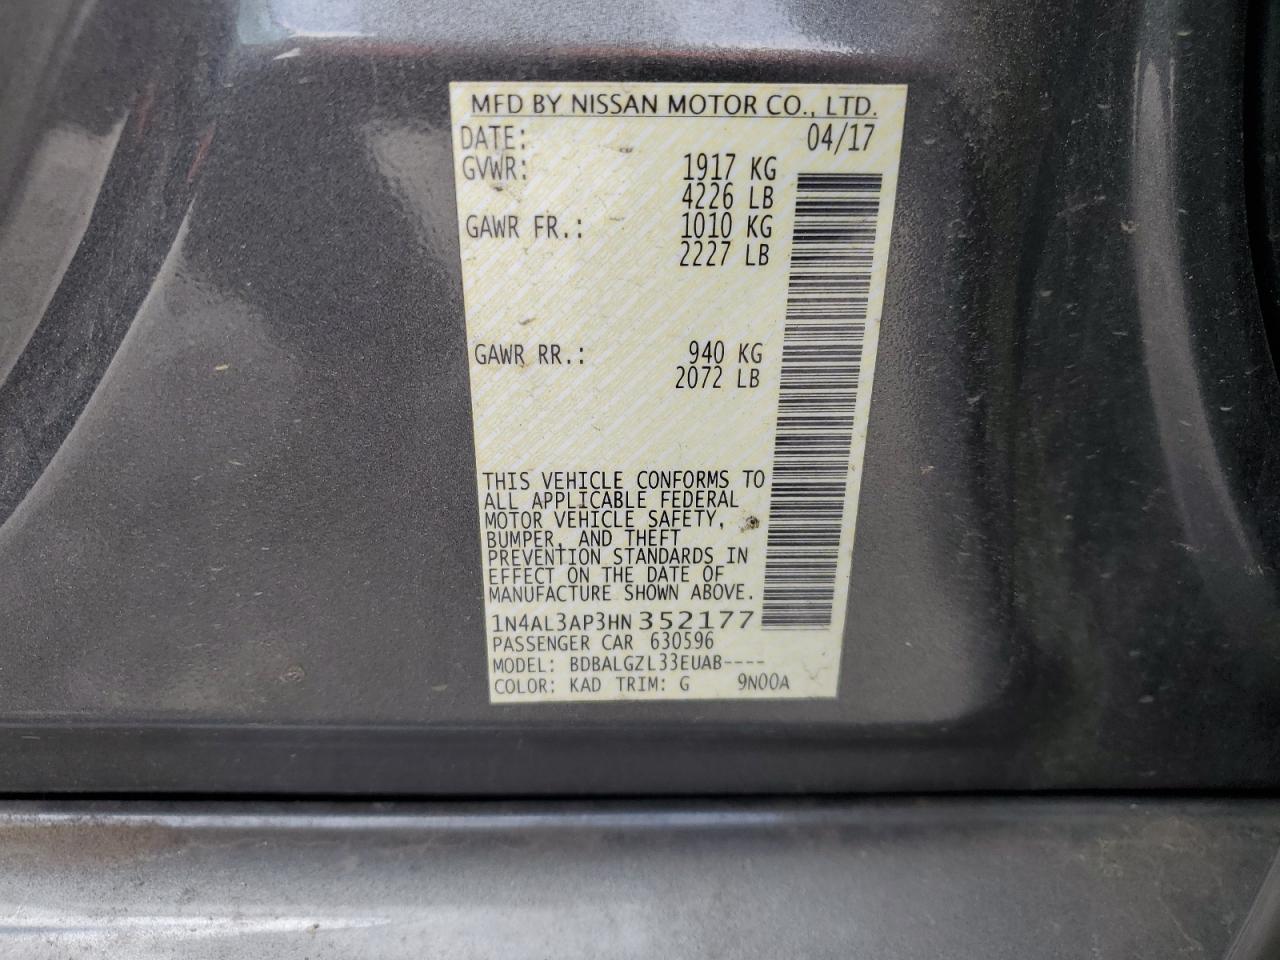 MFD BY NISSAN MOTOR CO., LTD.
DATE: 04/17
GVWR: 1917 KG
4226 LB
GAWR FR.: 1010 KG
2227 LB
GAWR RR.: 940 KG
2072 LB
THIS VEHICLE CONFORMS TO
ALL APPLICABLE FEDERAL
MOTOR VEHICLE SAFETY,
BUMPER, AND THEFT
PREVENTION STANDARDS IN
EFFECT ON THE DATE OF
MANUFACTURE SHOWN ABOVE.
1N4AL3AP3HN352177
PASSENGER CAR 630596
MODEL: BDBALGZL33EUAB----
COLOR: KAD TRIM: G 9N00A